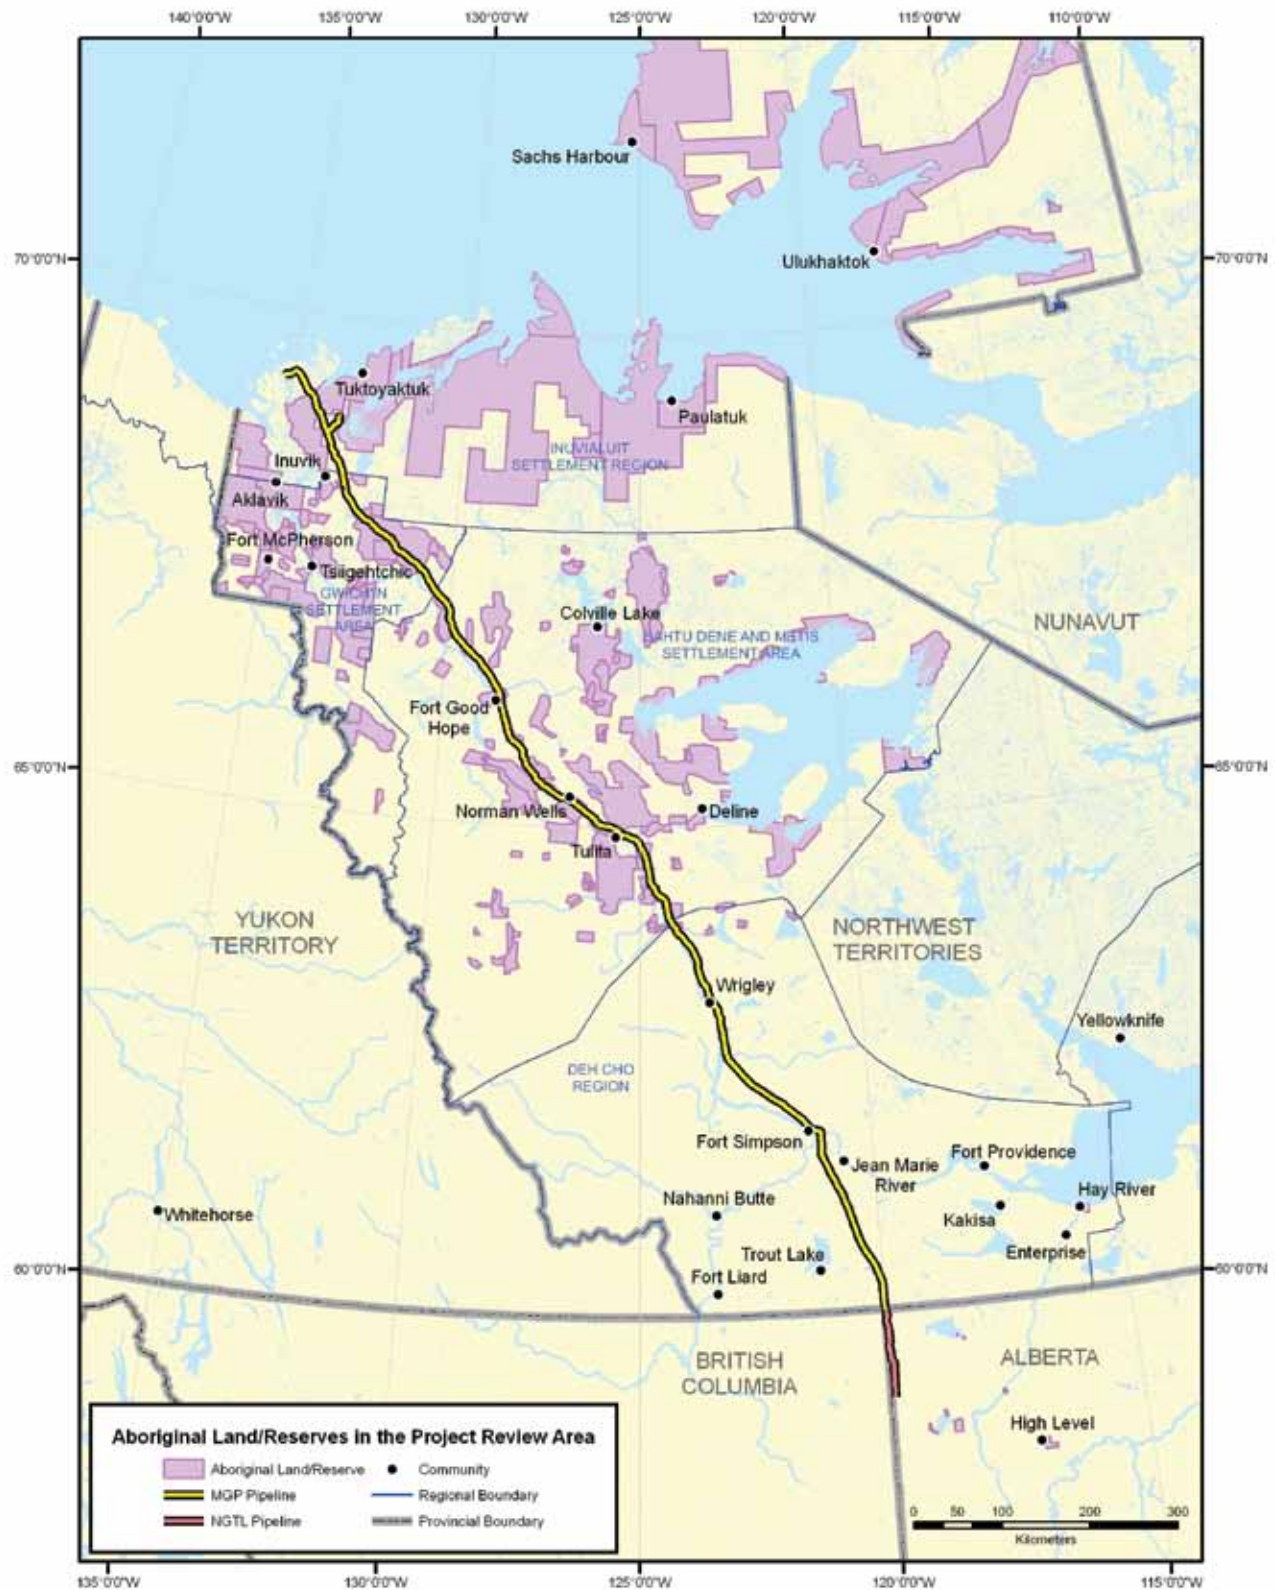 140°0'0"W 135°0'0"W 130°0'0"W 125°0'0"W 120°0'0"W 115°0'0"W 110°0'0"W
Sachs Harbour
Ulukhaktok
70°0'0"N 70°0'0"N
Tuktoyaktuk
Paulatuk
INUVIALUIT
SETTLEMENT REGION
Inuvik
Aklavik
Fort McPherson
Tsiigehtchic
GWICH'IN
SETTLEMENT
AREA
Colville Lake
SAHTU DENE AND METIS
SETTLEMENT AREA
NUNAVUT
Fort Good
Hope
65°0'0"N 65°0'0"N
Norman Wells
Deline
Tulita
YUKON
TERRITORY
NORTHWEST
TERRITORIES
Wrigley
Yellowknife
DEH CHO
REGION
Fort Simpson
Jean Marie
River
Fort Providence
Nahanni Butte
Hay River
Kakisa
Whitehorse
Enterprise
Trout Lake
60°0'0"N 60°0'0"N
Fort Liard
BRITISH
COLUMBIA
ALBERTA
High Level
Aboriginal Land/Reserves in the Project Review Area
Aboriginal Land/Reserve Community
MGP Pipeline Regional Boundary
NGTL Pipeline Provincial Boundary
0 50 100 200 300
Kilometers
135°0'0"W 130°0'0"W 125°0'0"W 120°0'0"W 115°0'0"W